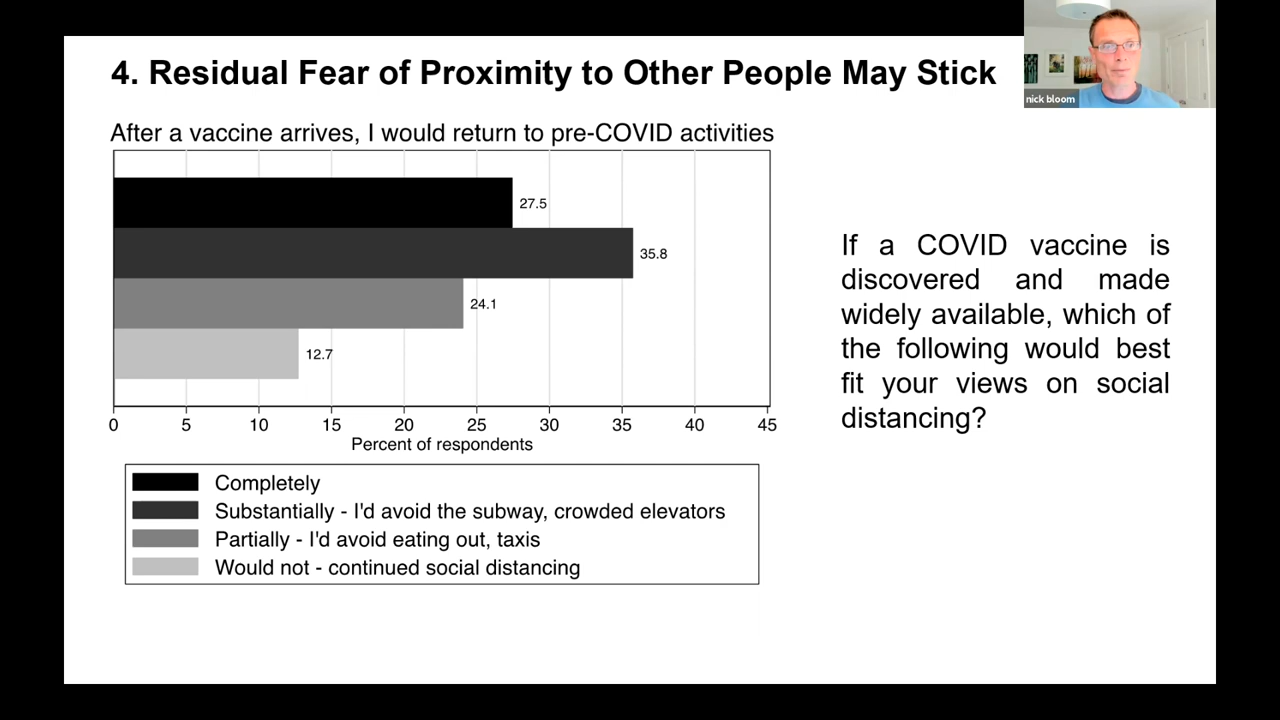 4. Residual Fear of Proximity to Other People May Stick
nick bloom
After a vaccine arrives, I would return to pre-COVID activities
27.5
35.8
24.1
12.7
0 5 10 15 20 25 30 35 40 45
Percent of respondents
Completely
Substantially - I'd avoid the subway, crowded elevators
Partially - I'd avoid eating out, taxis
Would not - continued social distancing
If a COVID vaccine is
discovered and made
widely available, which of
the following would best
fit your views on social
distancing?